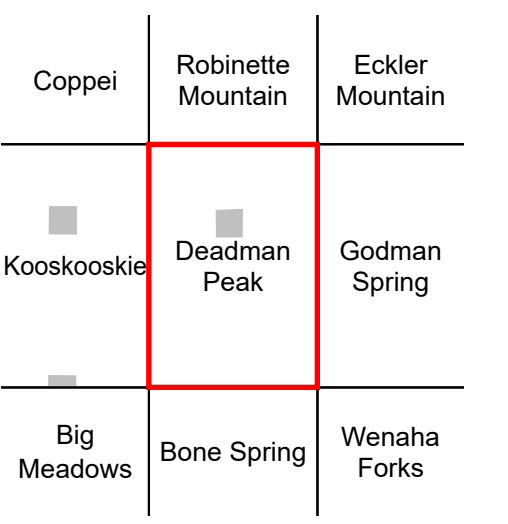 Coppei
Robinette
Mountain
Eckler
Mountain
Kooskooskie
Deadman
Peak
Godman
Spring
Big
Meadows
Bone Spring
Wenaha
Forks